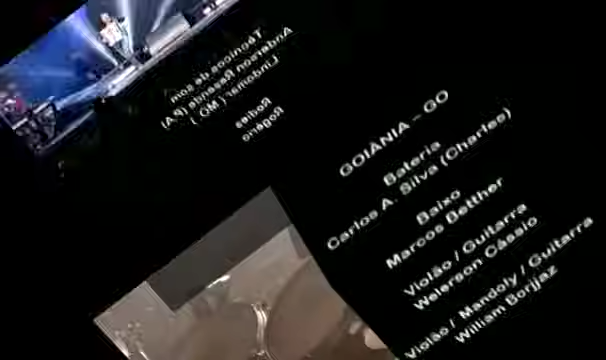 Técnicos de som
Anderson Resende (P.A)
Lindomar (MO.)
Rodies
Rogério
GOIÂNIA - GO
Bateria
Carlos A. Silva (Charles)
Baixo
Marcos Betther
Violão / Guitarra
Welerson Cássio
Violão / Mandoly / Guitarra
William Borjjaz